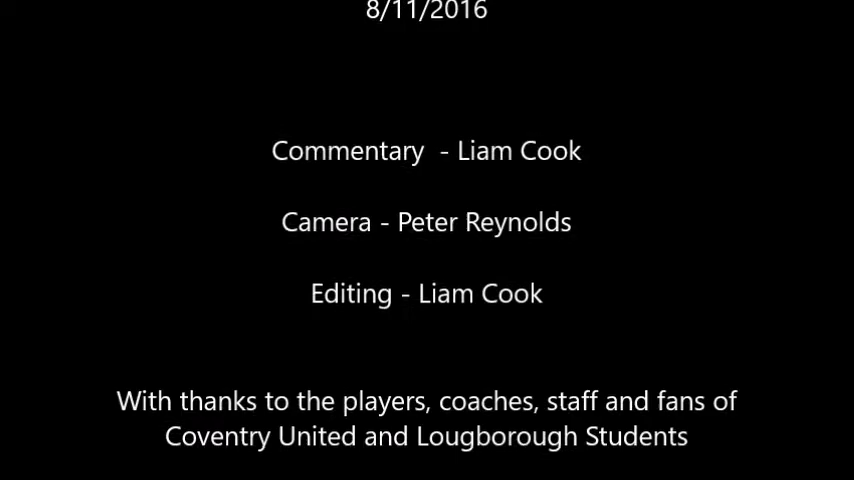 8/11/2016
Commentary  - Liam Cook
Camera - Peter Reynolds
Editing - Liam Cook
With thanks to the players, coaches, staff and fans of
Coventry United and Lougborough Students